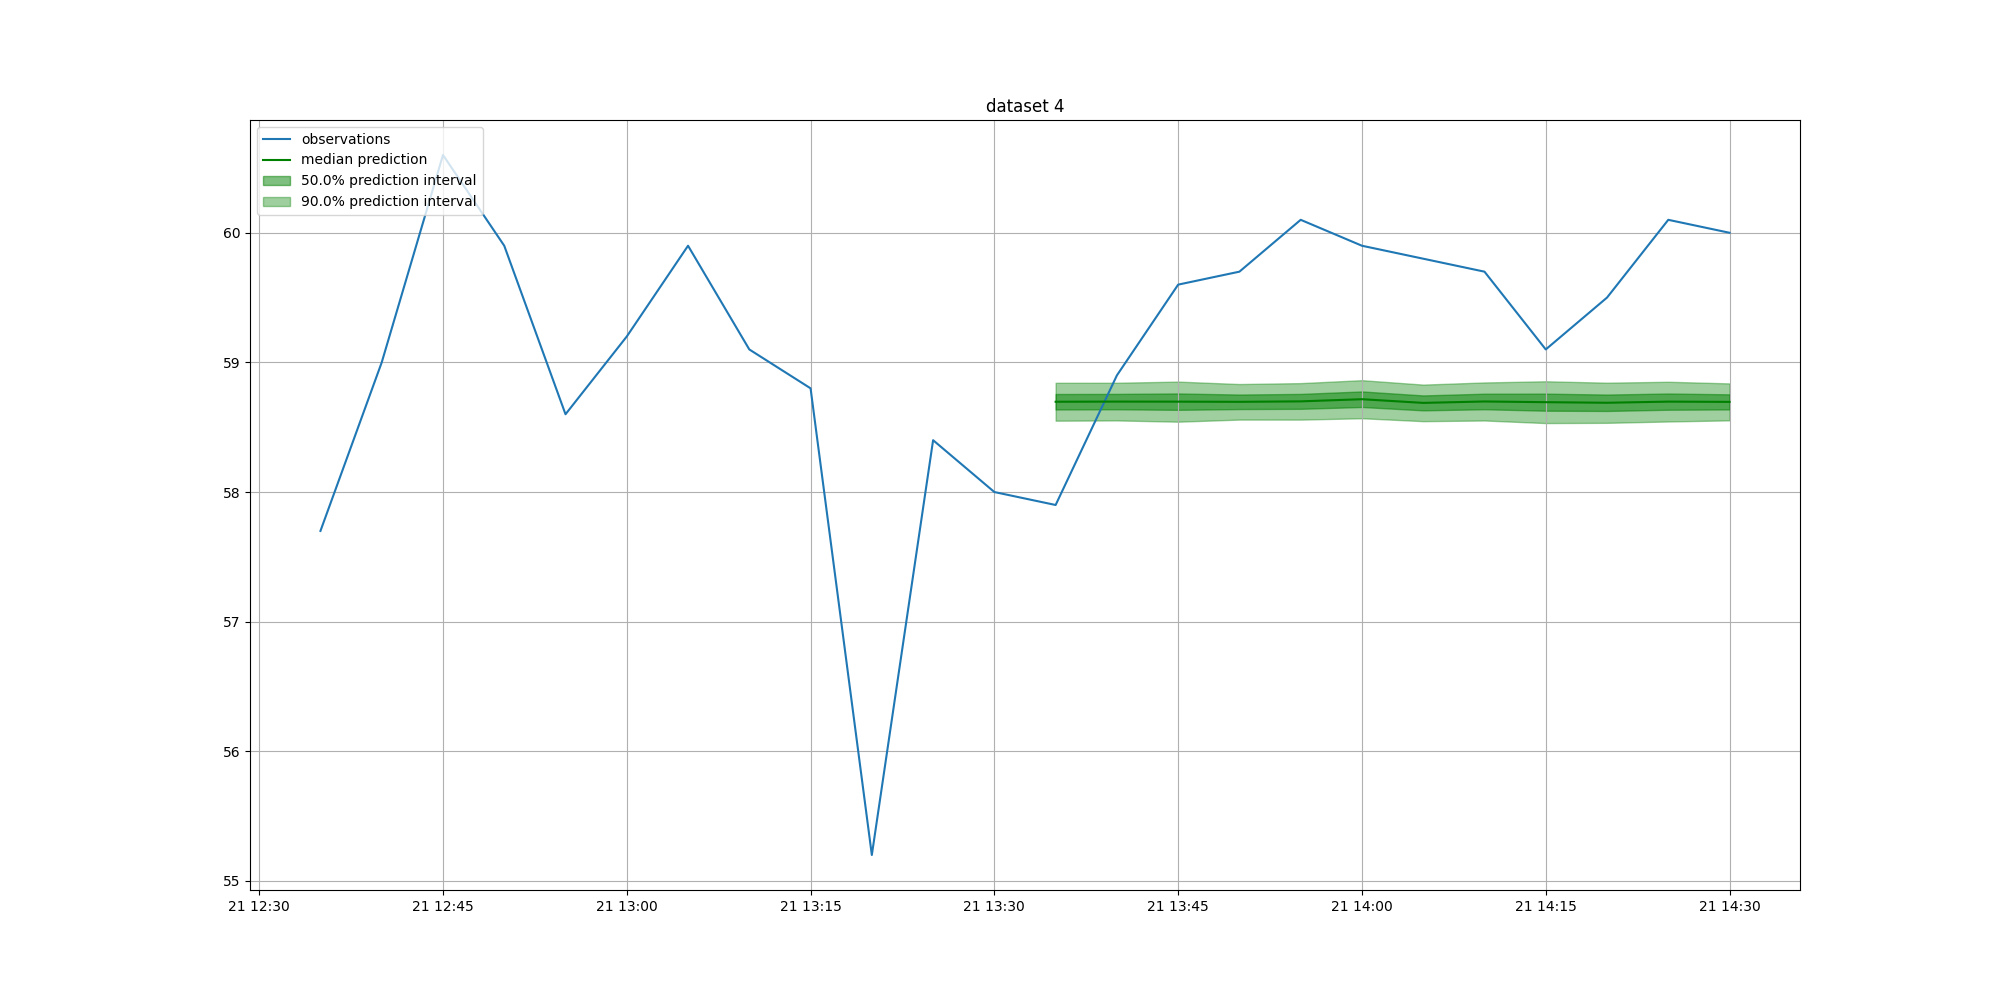 dataset 4
observations
median prediction
50.0% prediction interval
90.0% prediction interval
60
59
58
57
56
55
21 12:30 21 12:45 21 13:00 21 13:15 21 13:30 21 13:45 21 14:00 21 14:15 21 14:30